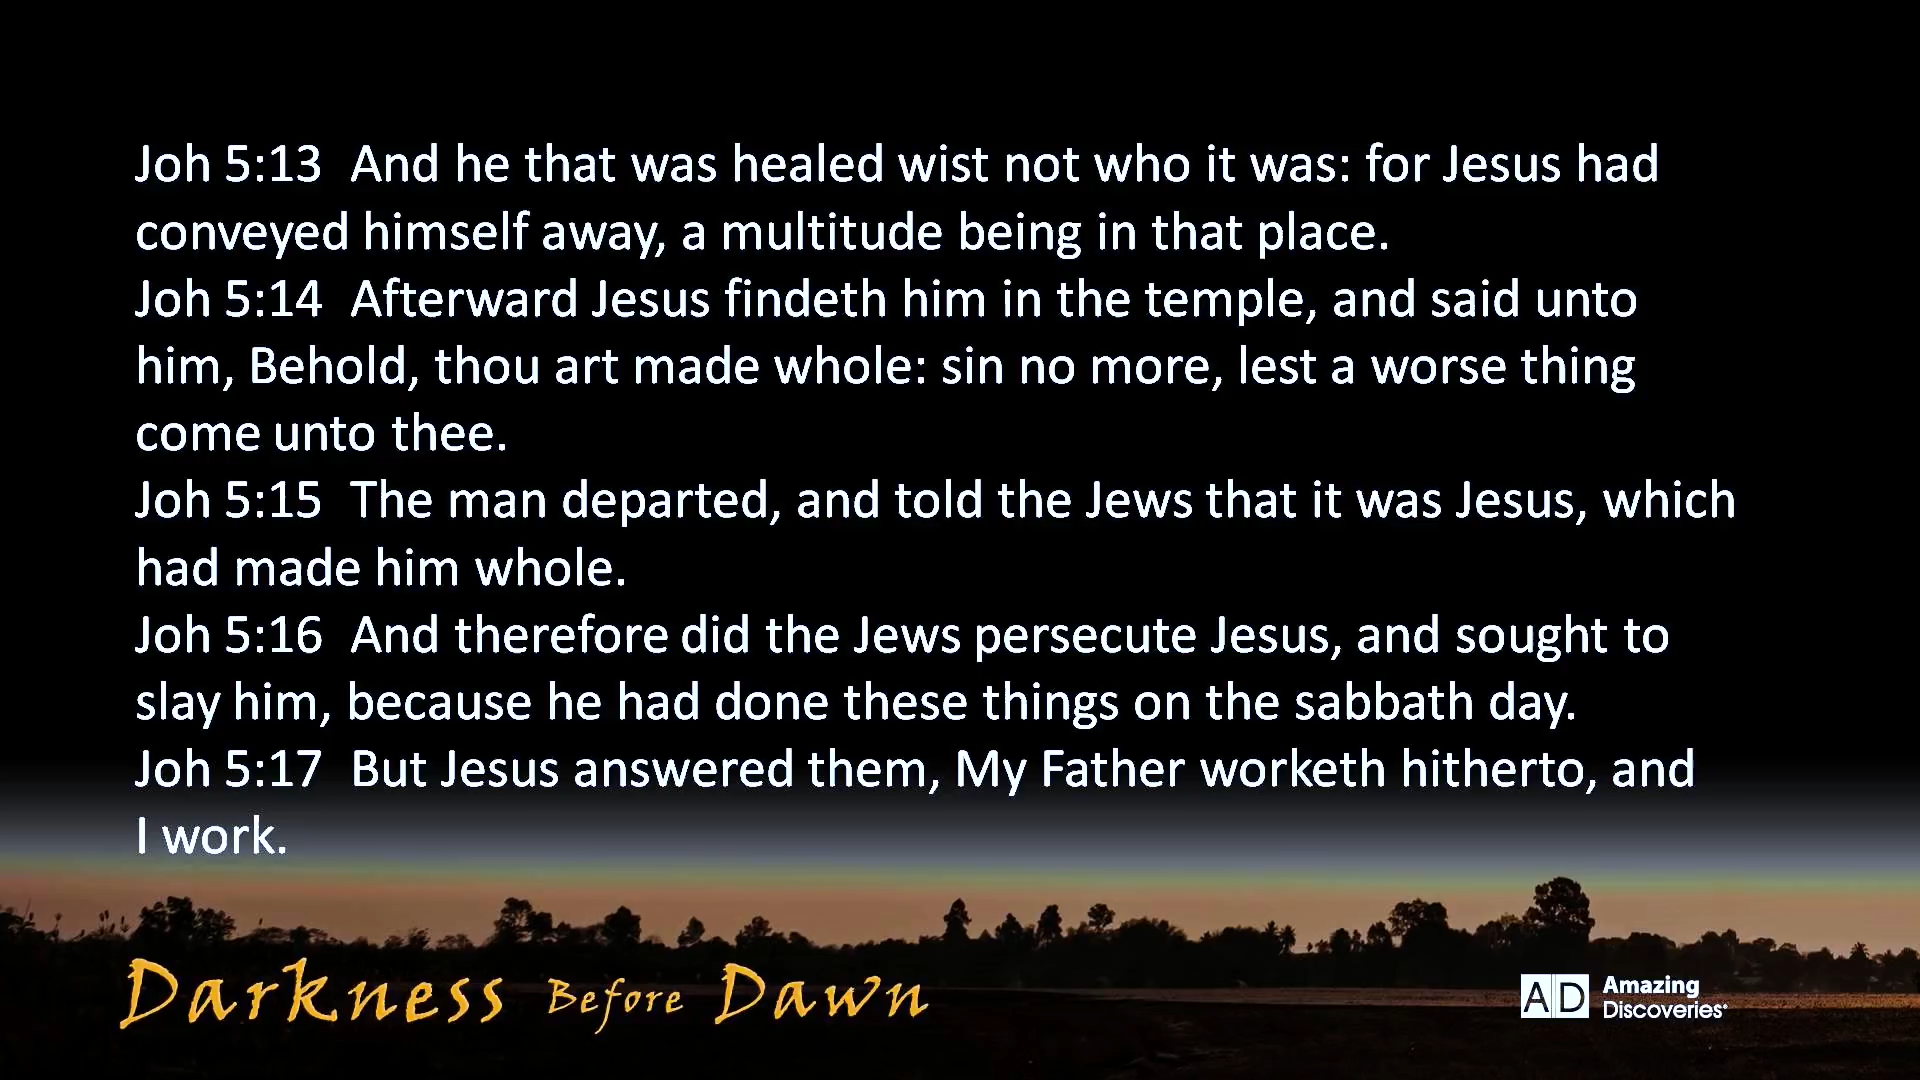 Joh 5:13  And he that was healed wist not who it was: for Jesus had
conveyed himself away, a multitude being in that place.
Joh 5:14  Afterward Jesus findeth him in the temple, and said unto
him, Behold, thou art made whole: sin no more, lest a worse thing
come unto thee.
Joh 5:15  The man departed, and told the Jews that it was Jesus, which
had made him whole.
Joh 5:16  And therefore did the Jews persecute Jesus, and sought to
slay him, because he had done these things on the sabbath day.
Joh 5:17  But Jesus answered them, My Father worketh hitherto, and
I work.
Darkness Before Dawn
AD Amazing
Discoveries